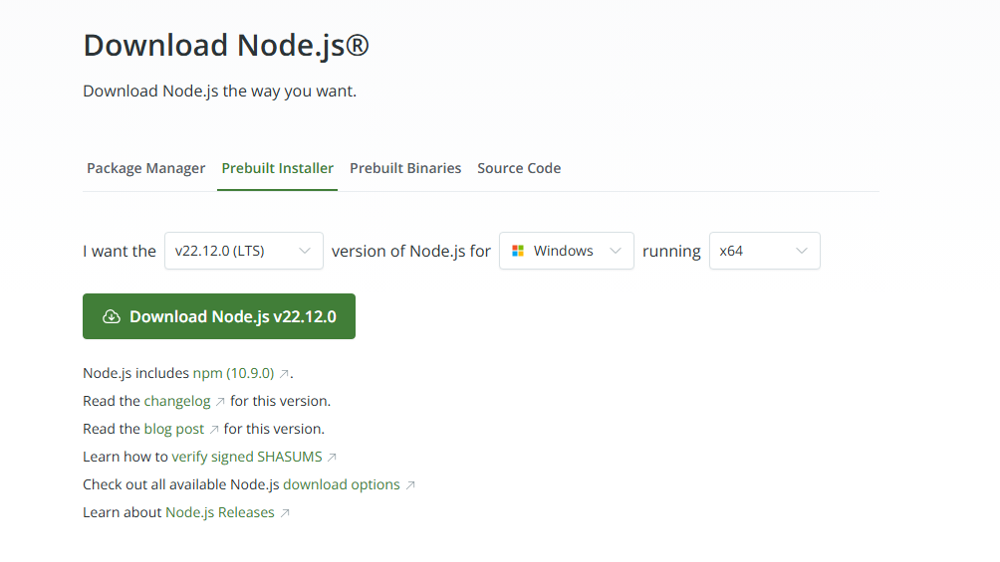 Download Node.js®
Download Node.js the way you want.
Package Manager Prebuilt Installer Prebuilt Binaries Source Code
I want the v22.12.0 (LTS) version of Node.js for Windows running x64
Download Node.js v22.12.0
Node.js includes npm (10.9.0) ↗.
Read the changelog ↗ for this version.
Read the blog post ↗ for this version.
Learn how to verify signed SHASUMS ↗
Check out all available Node.js download options ↗
Learn about Node.js Releases ↗